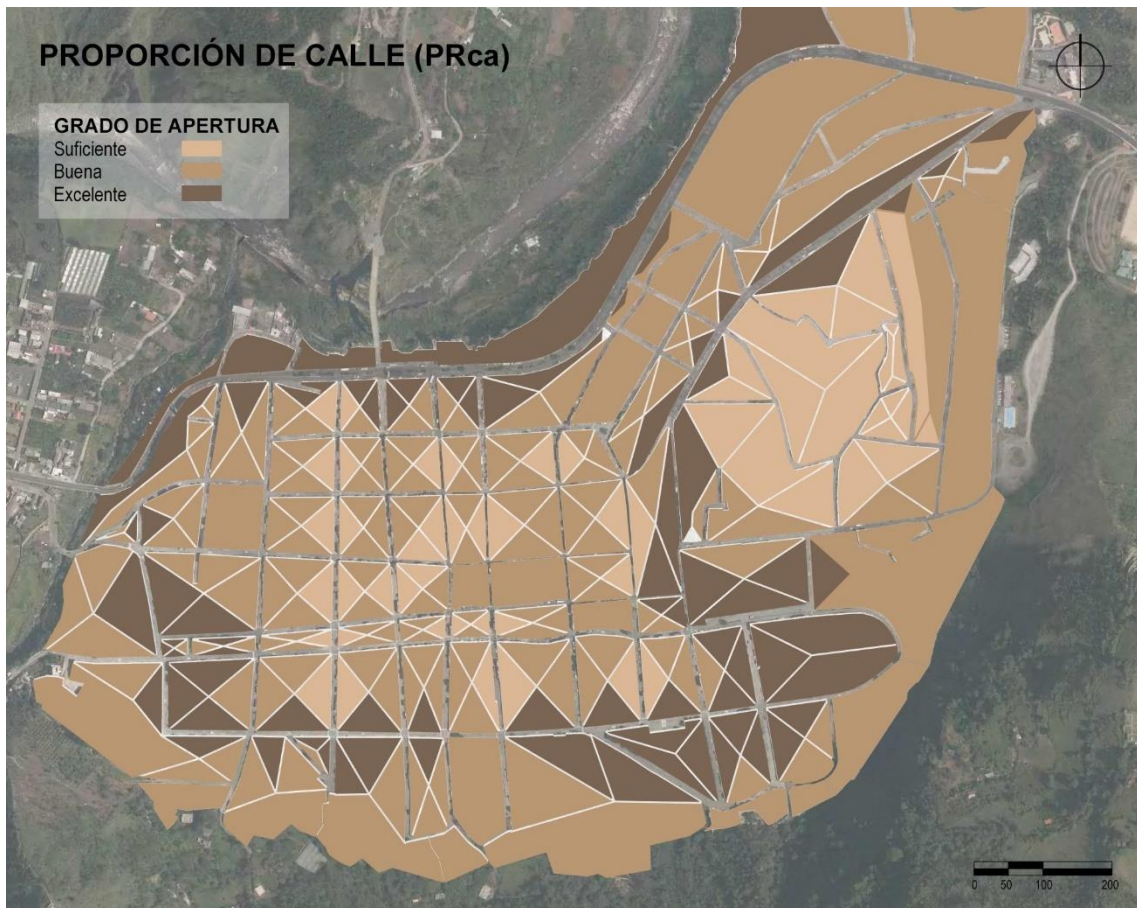 PROPORCIÓN DE CALLE (PRca)
GRADO DE APERTURA
Suficiente
Buena
Excelente
0 50 100 200